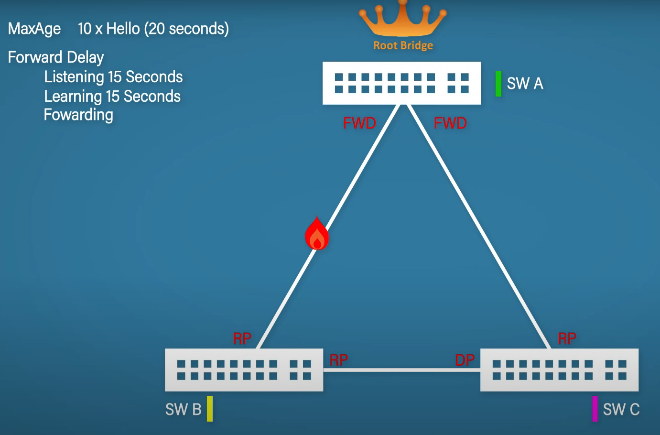 MaxAge 10 x Hello (20 seconds)
Forward Delay
Listening 15 Seconds
Learning 15 Seconds
Fowarding
Root Bridge
SW A
FWD FWD
RP RP
RP DP
SW B SW C